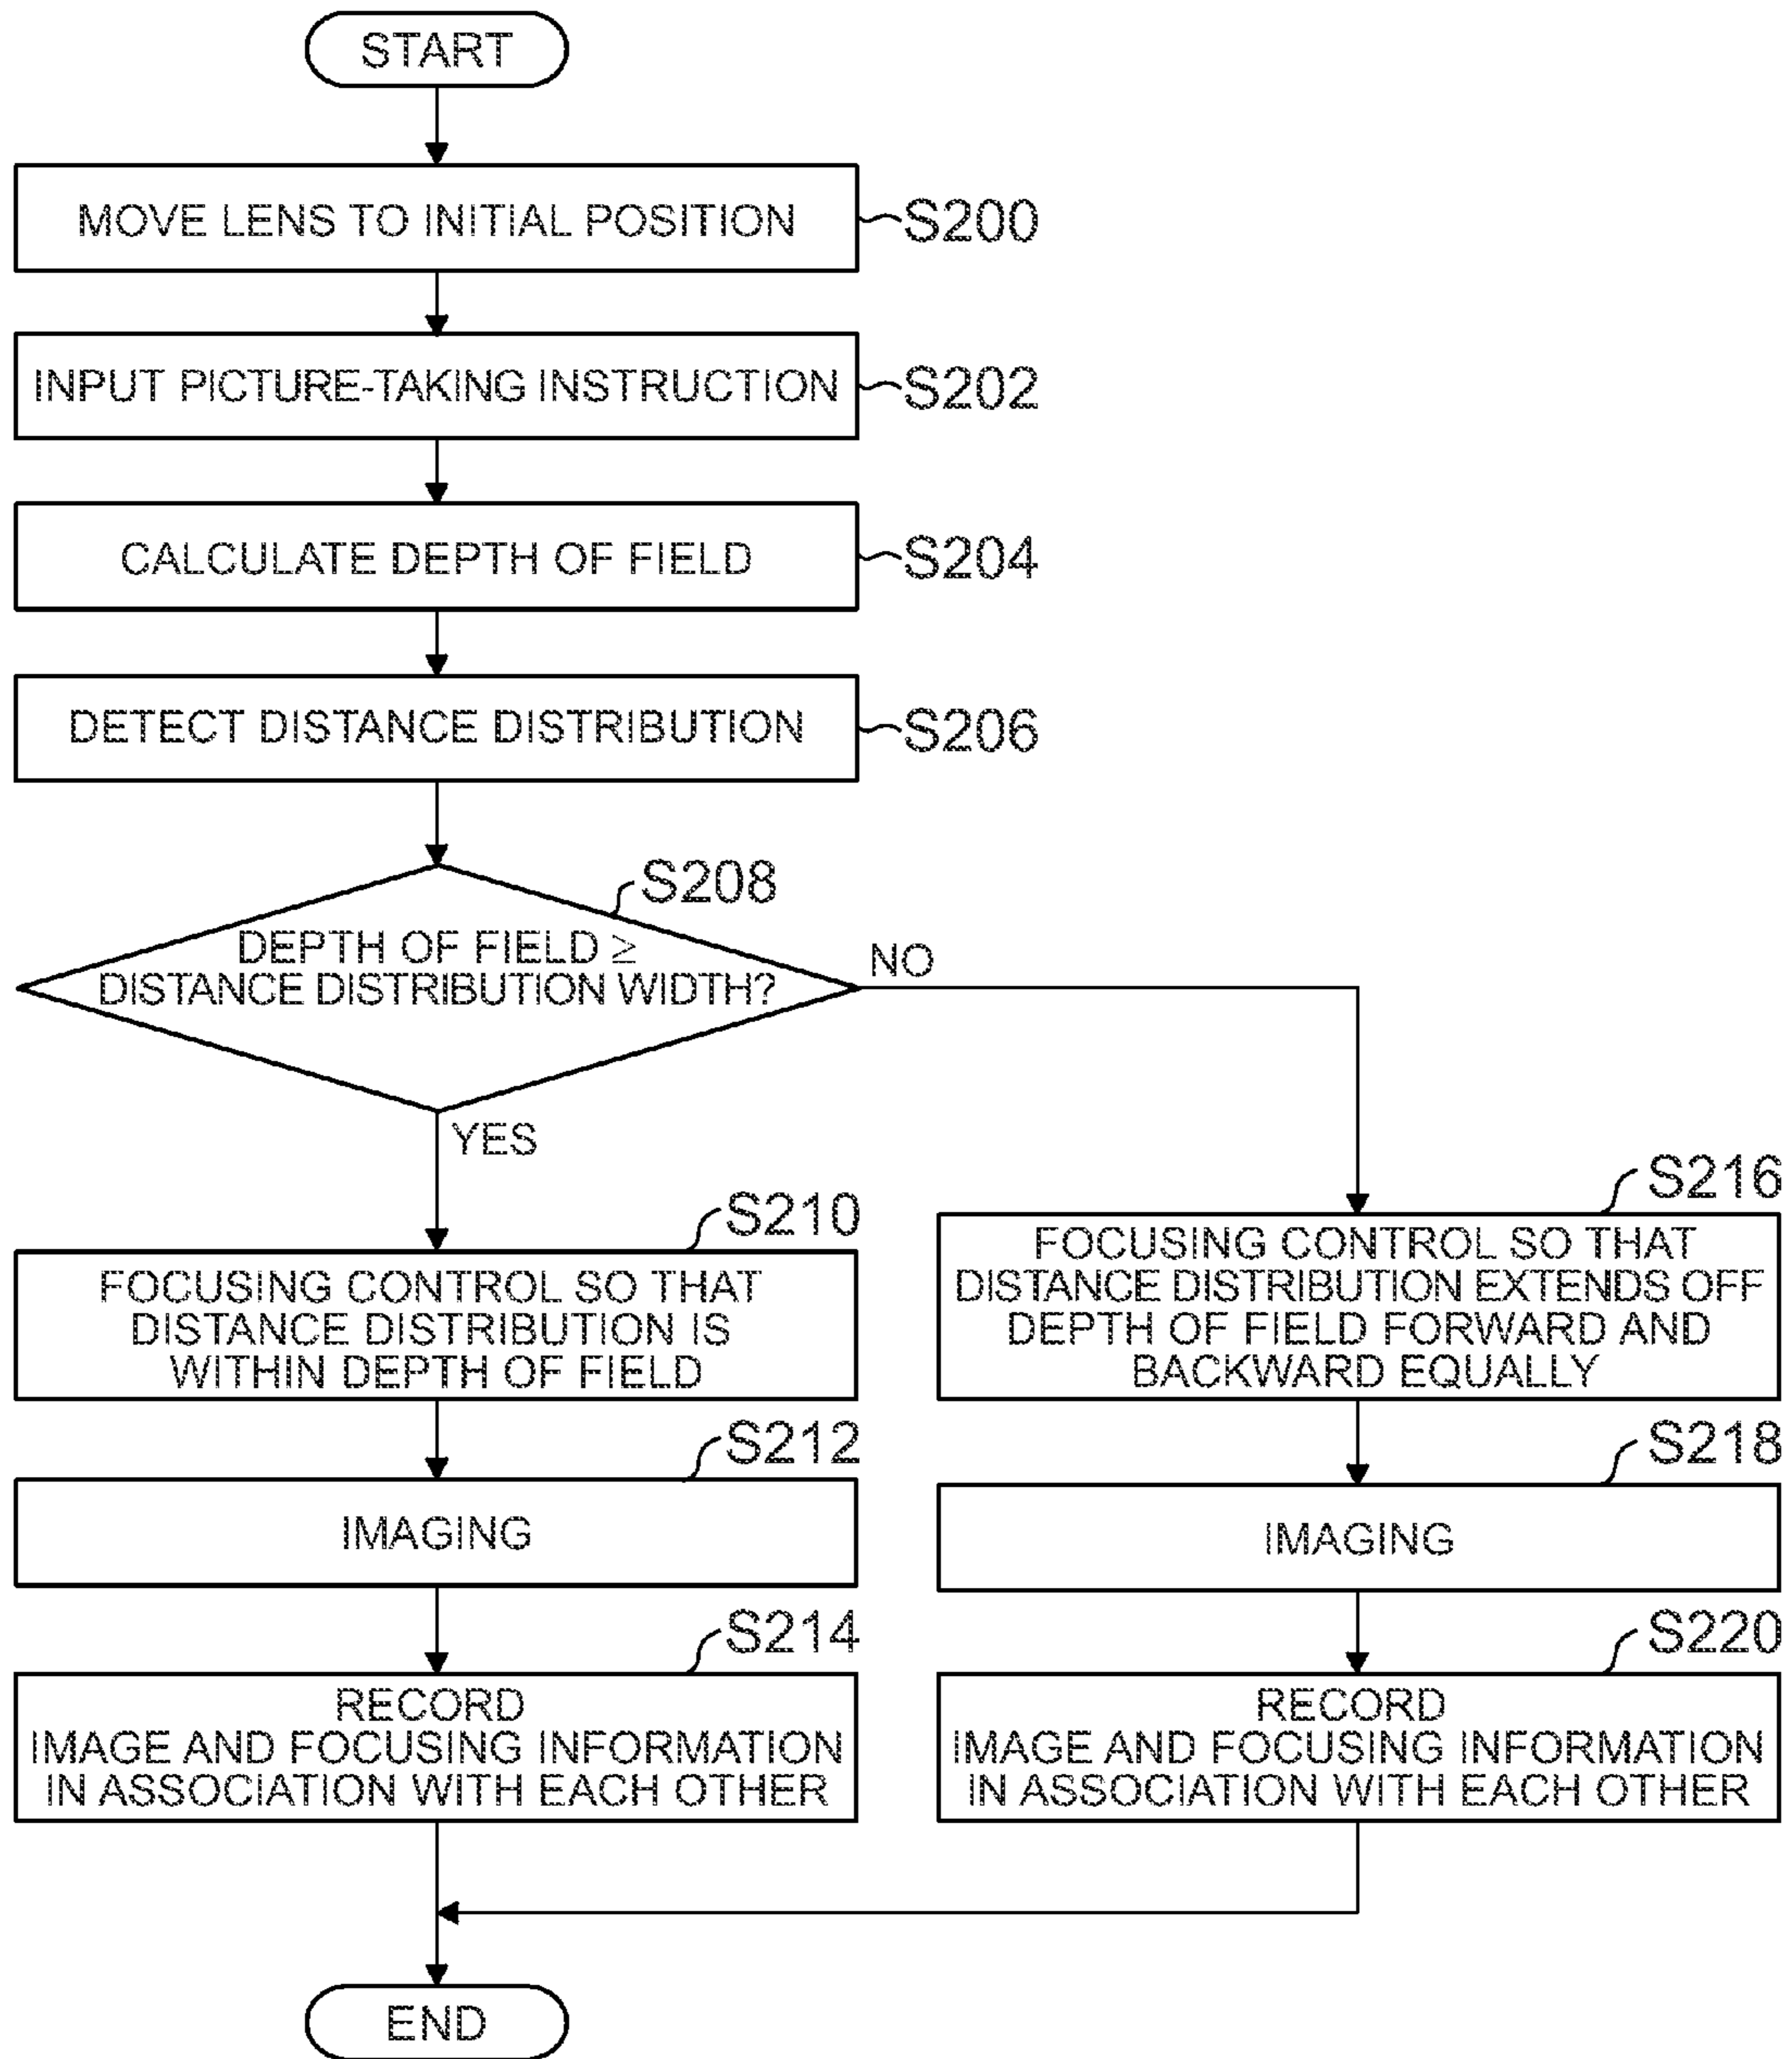 START
MOVE LENS TO INITIAL POSITION
S200
INPUT PICTURE-TAKING INSTRUCTION
S202
CALCULATE DEPTH OF FIELD
S204
DETECT DISTANCE DISTRIBUTION
S206
S208
DEPTH OF FIELD ≥
DISTANCE DISTRIBUTION WIDTH?
NO
YES
S210
FOCUSING CONTROL SO THAT
DISTANCE DISTRIBUTION IS
WITHIN DEPTH OF FIELD
S212
IMAGING
S214
RECORD
IMAGE AND FOCUSING INFORMATION
IN ASSOCIATION WITH EACH OTHER
S216
FOCUSING CONTROL SO THAT
DISTANCE DISTRIBUTION EXTENDS OFF
DEPTH OF FIELD FORWARD AND
BACKWARD EQUALLY
S218
IMAGING
S220
RECORD
IMAGE AND FOCUSING INFORMATION
IN ASSOCIATION WITH EACH OTHER
END